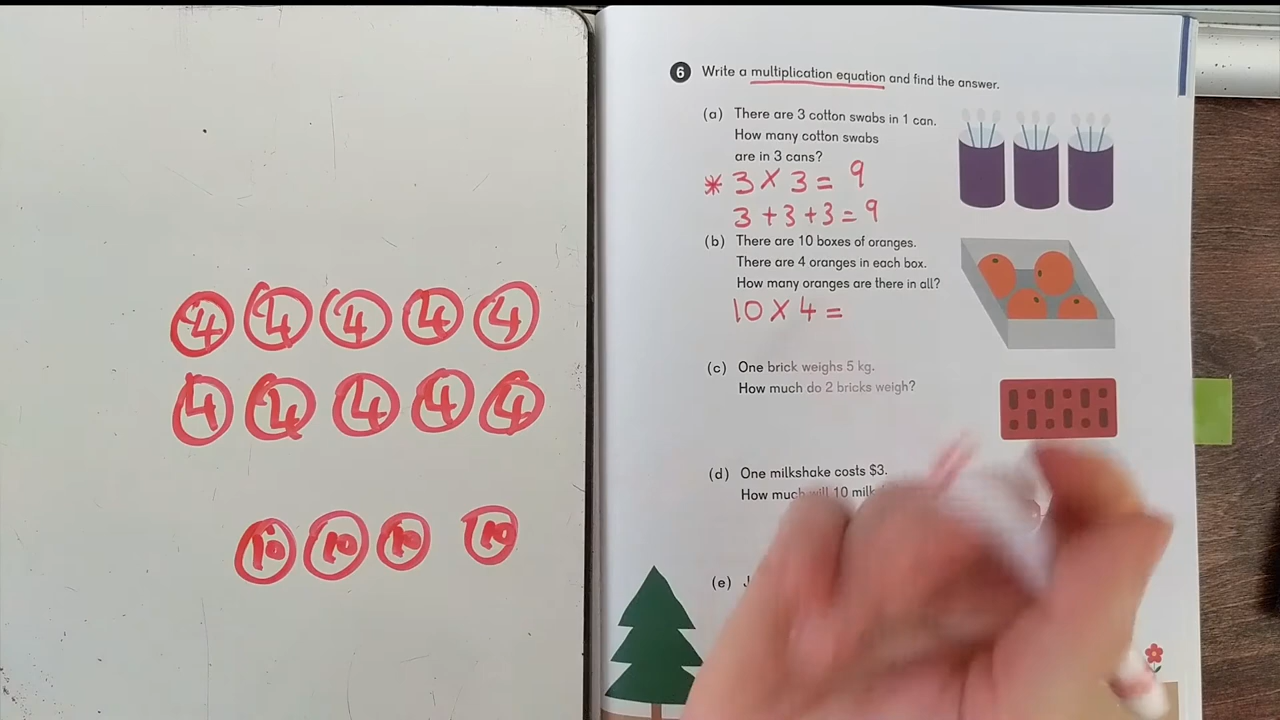 4 4 4 4 4
4 4 4 4 4
10 10 10 10
6 Write a multiplication equation and find the answer.
(a) There are 3 cotton swabs in 1 can.
How many cotton swabs
are in 3 cans?
* 3 × 3 = 9
3 + 3 + 3 = 9
(b) There are 10 boxes of oranges.
There are 4 oranges in each box.
How many oranges are there in all?
10 × 4 =
(c) One brick weighs 5 kg.
How much do 2 bricks weigh?
(d) One milkshake costs $3.
How much will 10
(e)